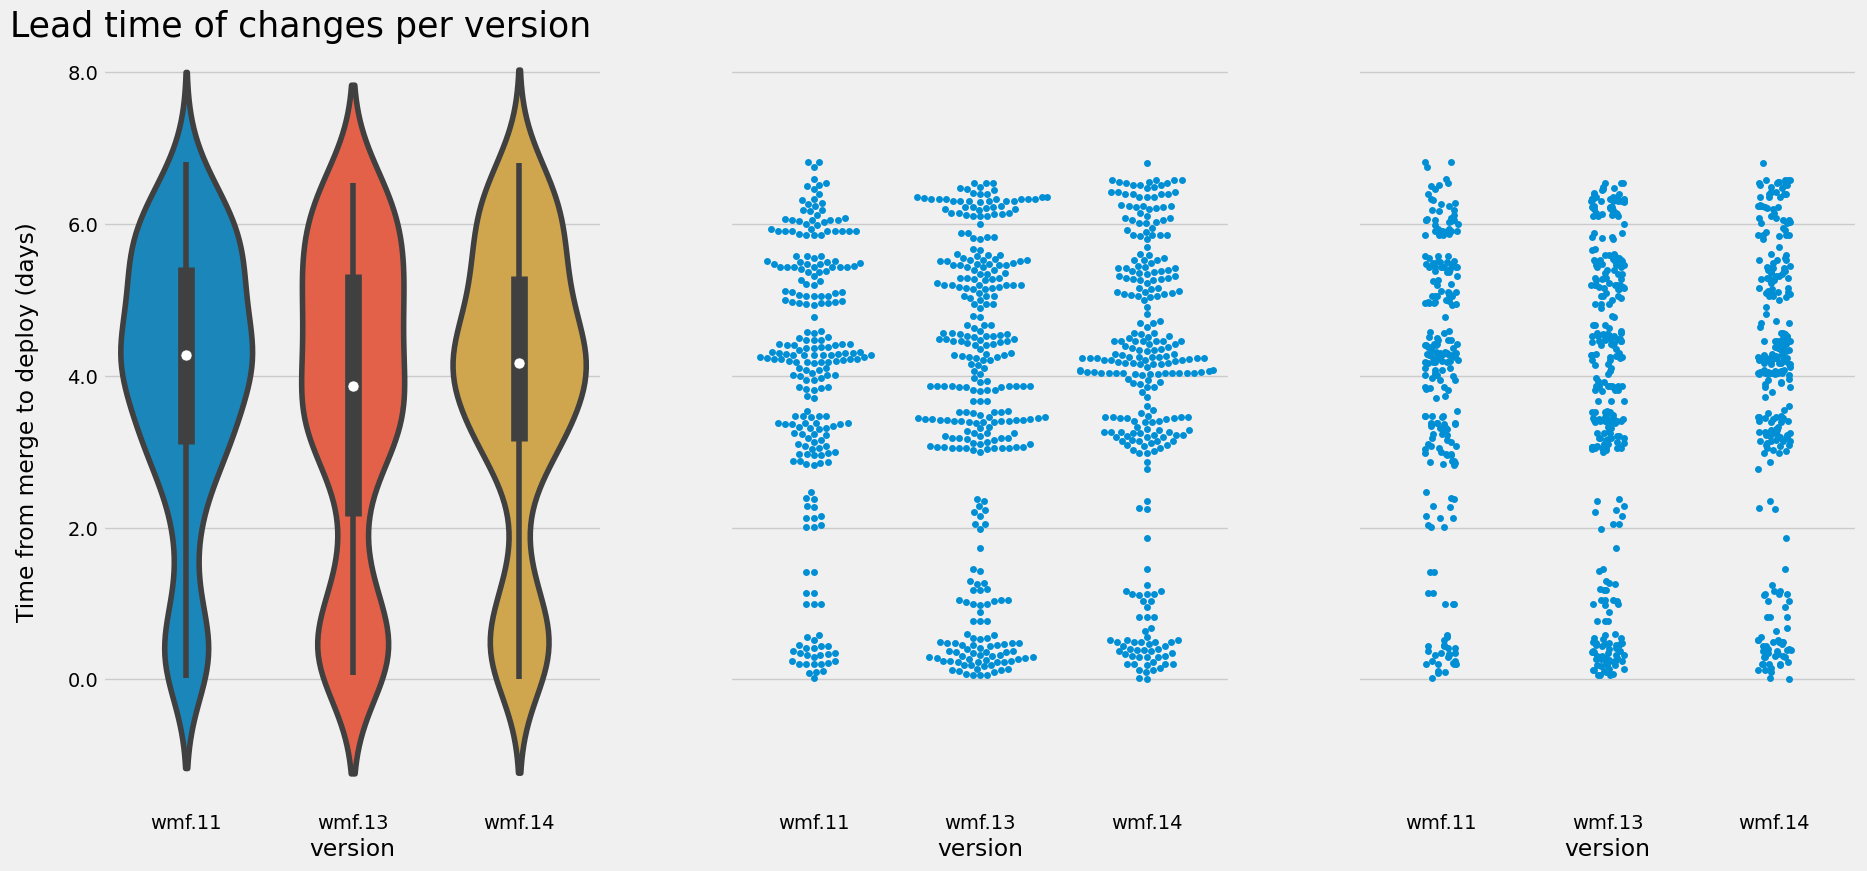 Lead time of changes per version
Time from merge to deploy (days)
8.0
6.0
4.0
2.0
0.0
wmf.11 wmf.13 wmf.14
version
wmf.11 wmf.13 wmf.14
version
wmf.11 wmf.13 wmf.14
version